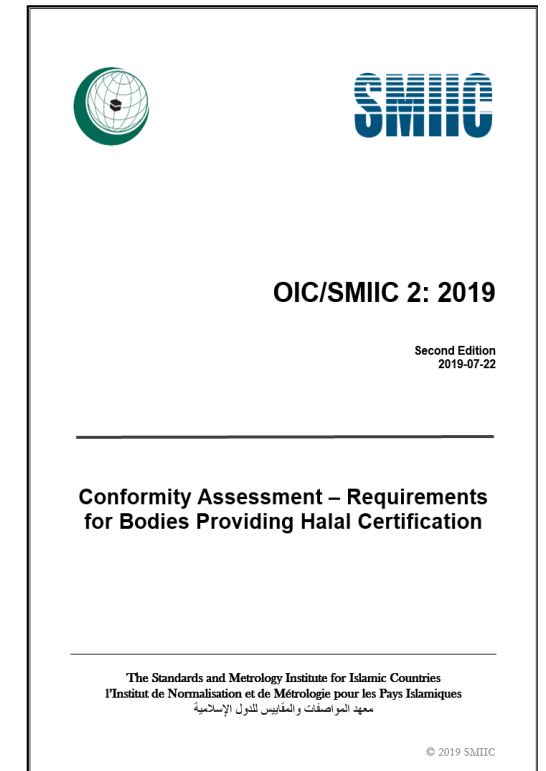 SMIIC
OIC/SMIIC 2: 2019
Second Edition
2019-07-22
Conformity Assessment – Requirements
for Bodies Providing Halal Certification
The Standards and Metrology Institute for Islamic Countries
l’Institut de Normalisation et de Métrologie pour les Pays Islamiques
معهد المواصفات والمقاييس للدول الإسلامية
© 2019 SMIIC